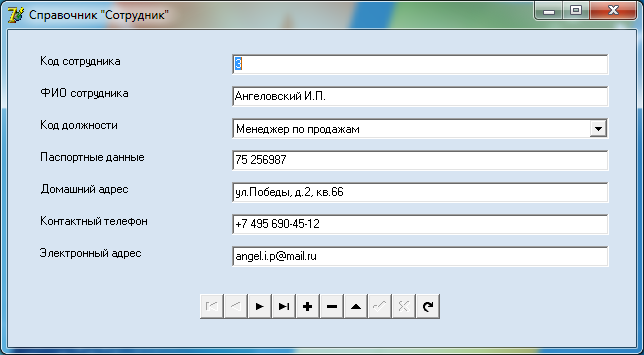 Справочник "Сотрудник"
Код сотрудника
3
ФИО сотрудника
Ангеловский И.П.
Код должности
Менеджер по продажам
Паспортные данные
75 256987
Домашний адрес
ул.Победы, д.2, кв.66
Контактный телефон
+7 495 690-45-12
Электронный адрес
angel.i.p@mail.ru